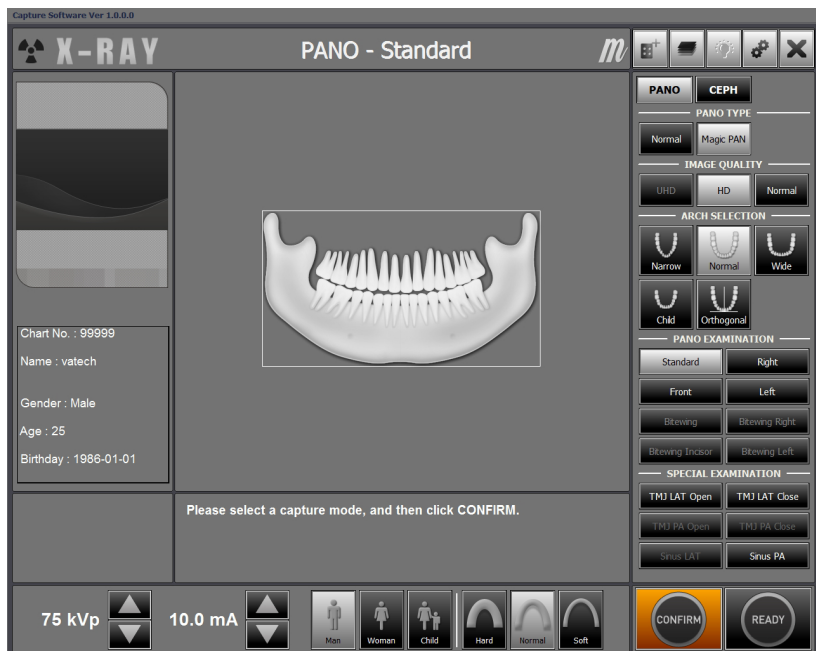 Capture Software Ver 1.0.0.0
X-RAY
PANO - Standard
m
PANO CEPH
PANO TYPE
Normal Magic PAN
IMAGE QUALITY
UHD HD Normal
ARCH SELECTION
Narrow Normal Wide
Child Orthogonal
PANO EXAMINATION
Standard Right
Front Left
Bitewing Bitewing Right
Bitewing Incisor Bitewing Left
SPECIAL EXAMINATION
TMJ LAT Open TMJ LAT Close
TMJ PA Open TMJ PA Close
Sinus LAT Sinus PA
Chart No. : 99999
Name : vatech
Gender : Male
Age : 25
Birthday : 1986-01-01
Please select a capture mode, and then click CONFIRM.
75 kVp 10.0 mA
Man Woman Child Hard Normal Soft
CONFIRM READY